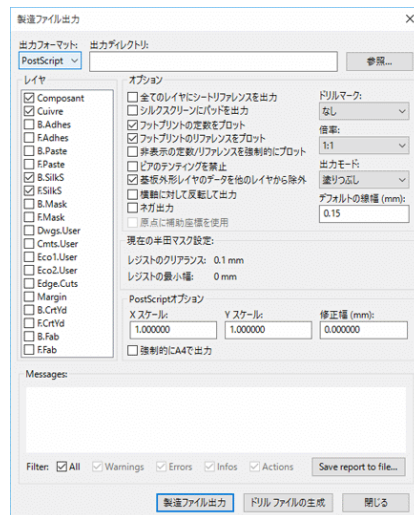 製造ファイル出力
出力フォーマット: 出力ディレクトリ:
PostScript 参照...
レイヤ
Composant
Cuivre
B.Adhes
F.Adhes
B.Paste
F.Paste
B.SilkS
F.SilkS
B.Mask
F.Mask
Dwgs.User
Cmts.User
Eco1.User
Eco2.User
Edge.Cuts
Margin
B.CrtYd
F.CrtYd
B.Fab
F.Fab
オプション
全てのレイヤにシートリファレンスを出力
シルクスクリーンにパッドを出力
フットプリントの定数をプロット
フットプリントのリファレンスをプロット
非表示の定数/リファレンスを強制的にプロット
ビアのテンティングを禁止
基板外形レイヤのデータを他のレイヤから除外
横軸に対して反転して出力
ネガ出力
原点に補助座標を使用
ドリルマーク:
なし
倍率:
1:1
出力モード:
塗りつぶし
デフォルトの線幅 (mm):
0.15
現在の半田マスク設定:
レジストのクリアランス: 0.1 mm
レジストの最小幅: 0 mm
PostScriptオプション
X スケール: Y スケール: 修正幅 (mm):
1.000000 1.000000 0.000000
強制的にA4で出力
Messages:
Filter: All Warnings Errors Infos Actions Save report to file...
製造ファイル出力 ドリル ファイルの生成 閉じる